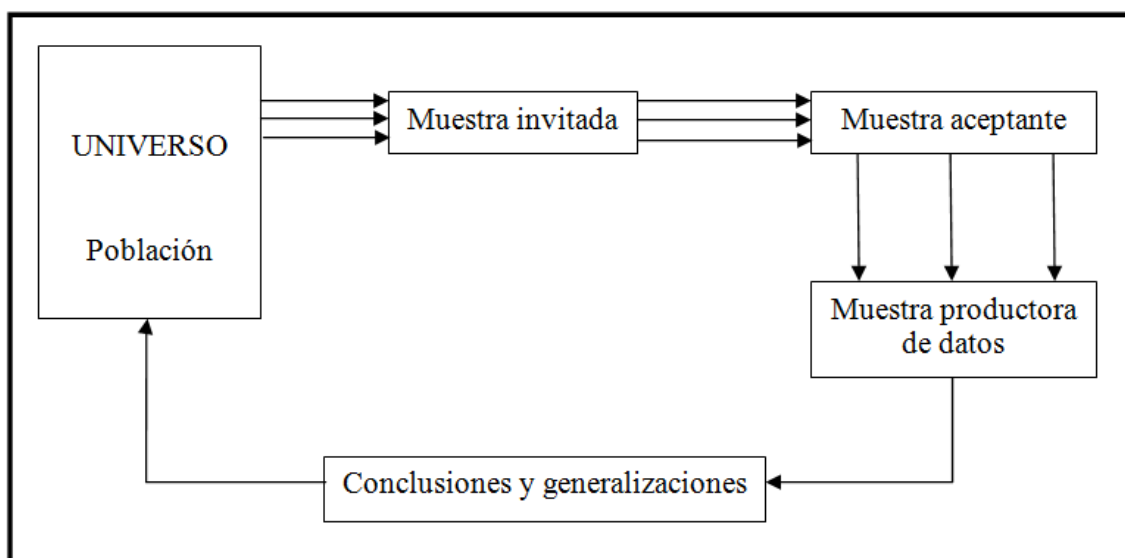 UNIVERSO
Población
Muestra invitada
Muestra aceptante
Muestra productora
de datos
Conclusiones y generalizaciones